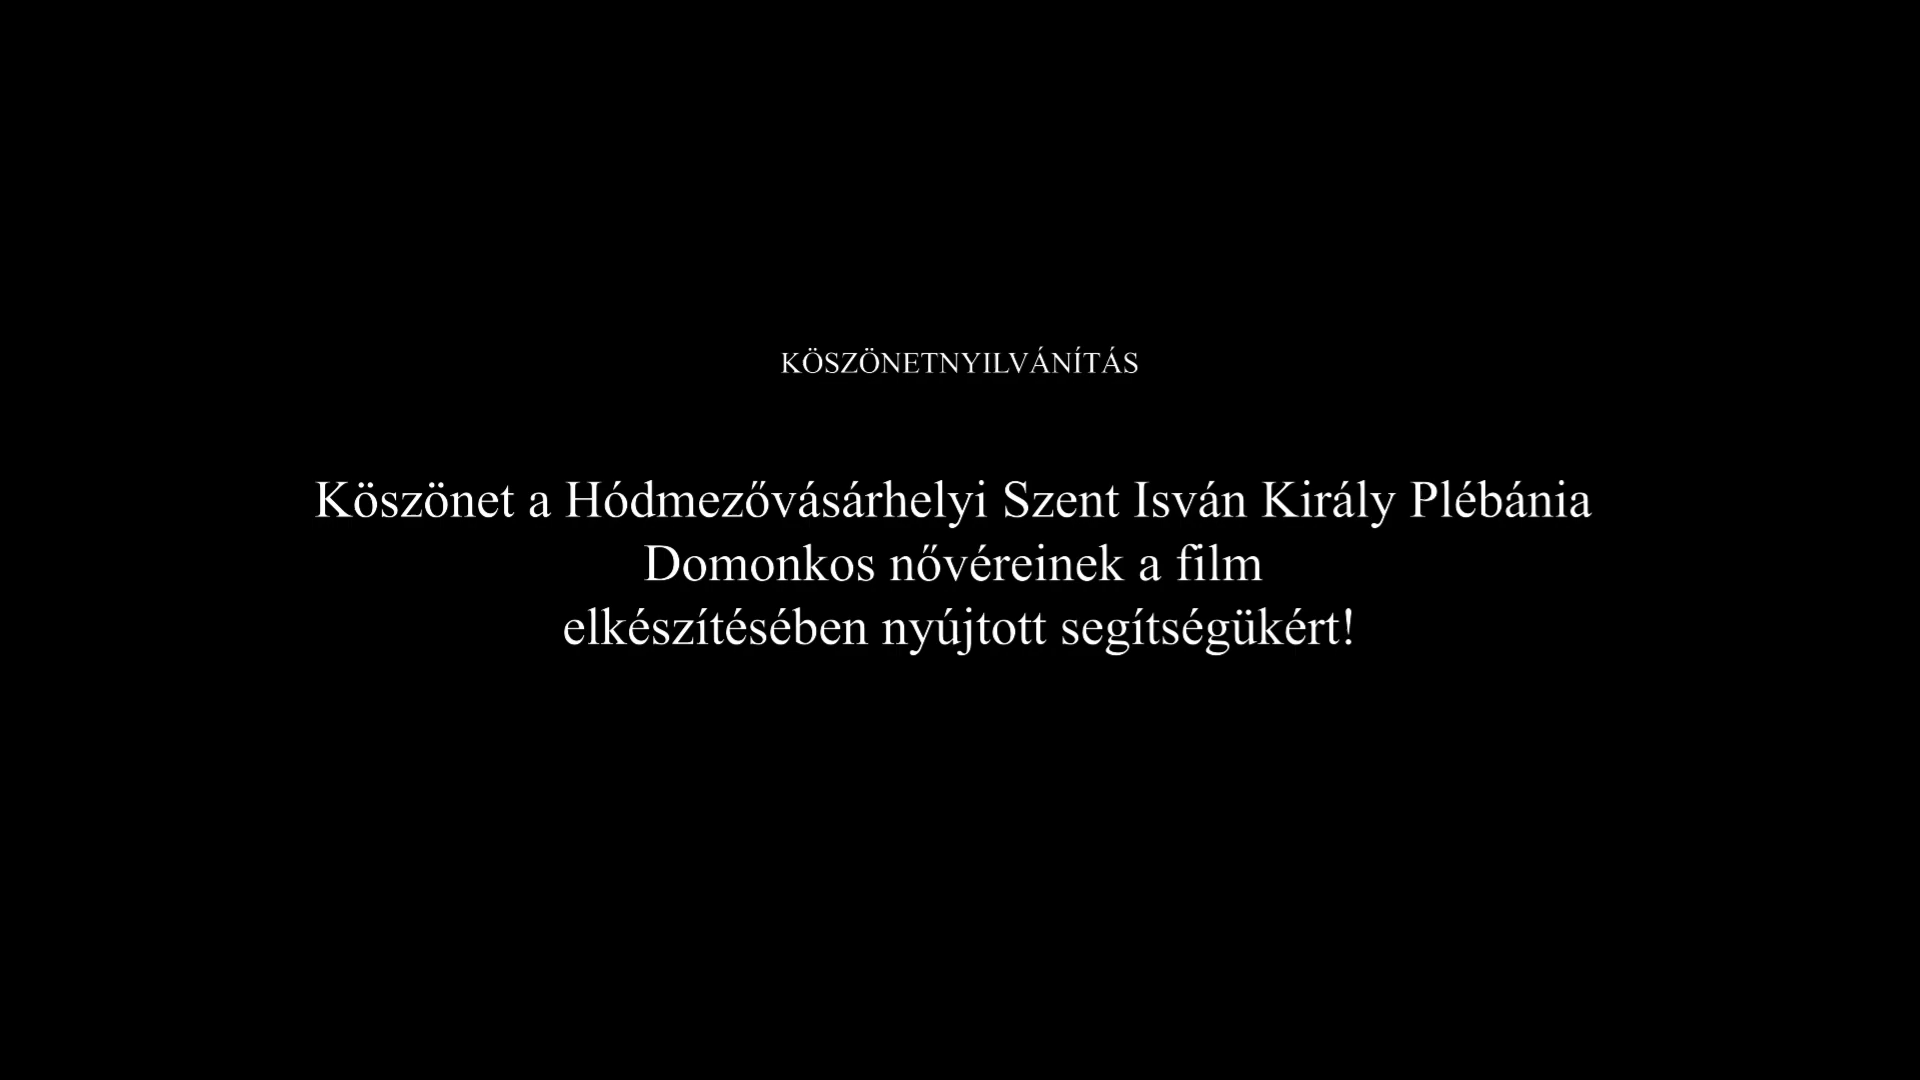 KÖSZÖNETNYILVÁNÍTÁS
Köszönet a Hódmezővásárhelyi Szent Isván Király Plébánia
Domonkos nővéreinek a film
elkészítésében nyújtott segítségükért!